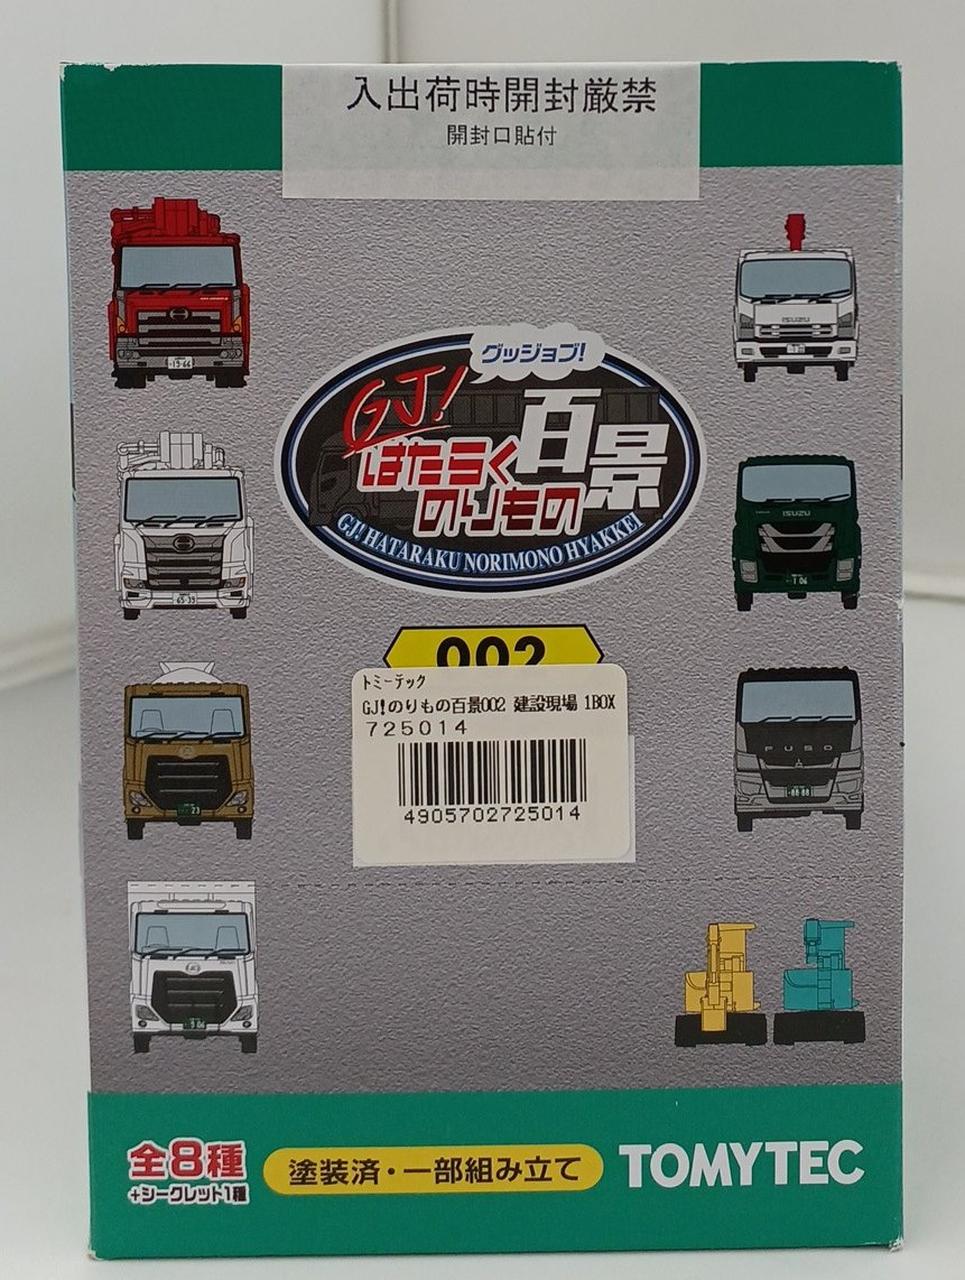 入出荷時開封厳禁
開封口貼付
グッジョブ!
GJ!
はたらく
のりもの
百景
GJ! HATARAKU NORIMONO HYAKKEI
ISUZU
ISUZU
FUSO
002
トミーテック
GJ!のりもの百景002 建設現場 1BOX
725014
4905702725014
全8種
+シークレット1種
塗装済・一部組み立て
TOMYTEC